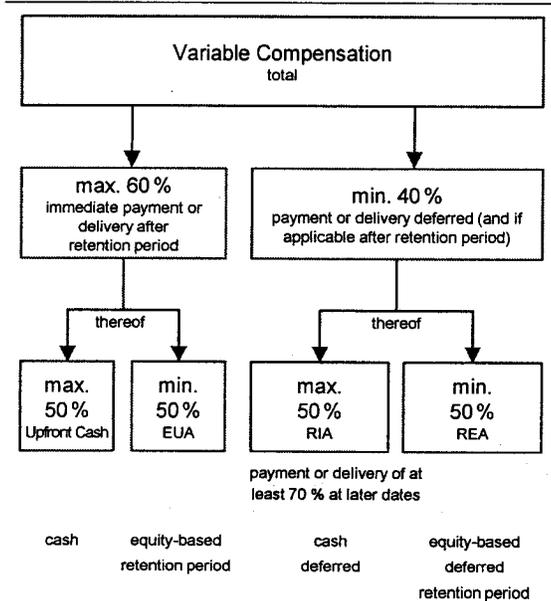 Variable Compensation
total
max. 60 %
immediate payment or
delivery after
retention period
min. 40 %
payment or delivery deferred (and if
applicable after retention period)
thereof
thereof
max.
50 %
Upfront Cash
min.
50 %
EUA
max.
50 %
RIA
min.
50 %
REA
payment or delivery of at
least 70 % at later dates
cash
equity-based
retention period
cash
deferred
equity-based
deferred
retention period